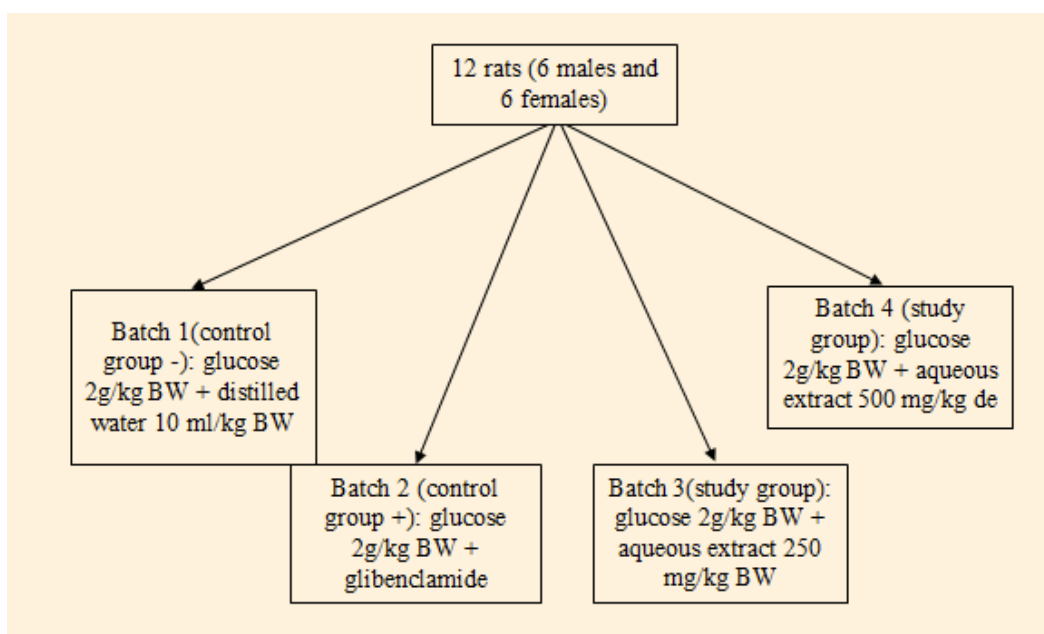 12 rats (6 males and
6 females)
Batch 1(control
group -): glucose
2g/kg BW + distilled
water 10 ml/kg BW
Batch 2 (control
group +): glucose
2g/kg BW +
glibenclamide
Batch 3(study group):
glucose 2g/kg BW +
aqueous extract 250
mg/kg BW
Batch 4 (study
group): glucose
2g/kg BW + aqueous
extract 500 mg/kg de